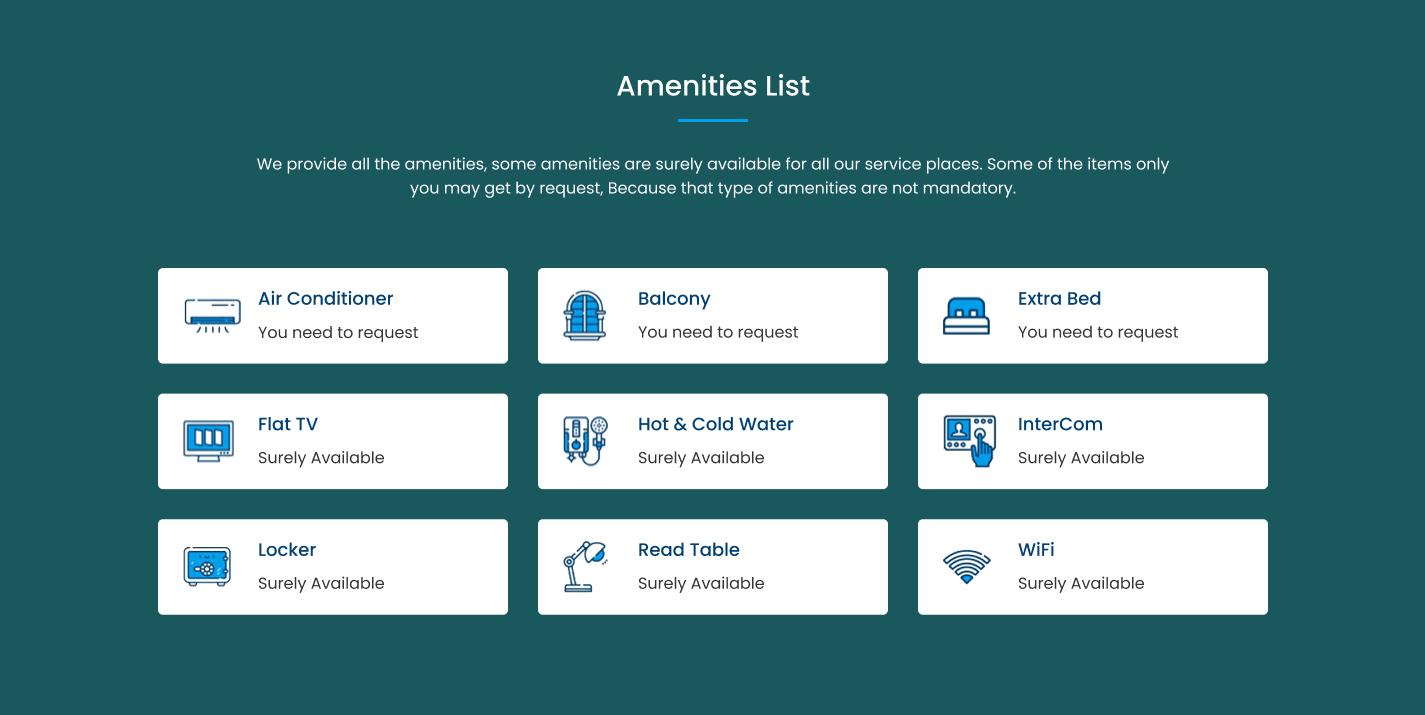 Amenities List
We provide all the amenities, some amenities are surely available for all our service places. Some of the items only
you may get by request, Because that type of amenities are not mandatory.
Air Conditioner
You need to request
Balcony
You need to request
Extra Bed
You need to request
Flat TV
Surely Available
Hot & Cold Water
Surely Available
InterCom
Surely Available
Locker
Surely Available
Read Table
Surely Available
WiFi
Surely Available